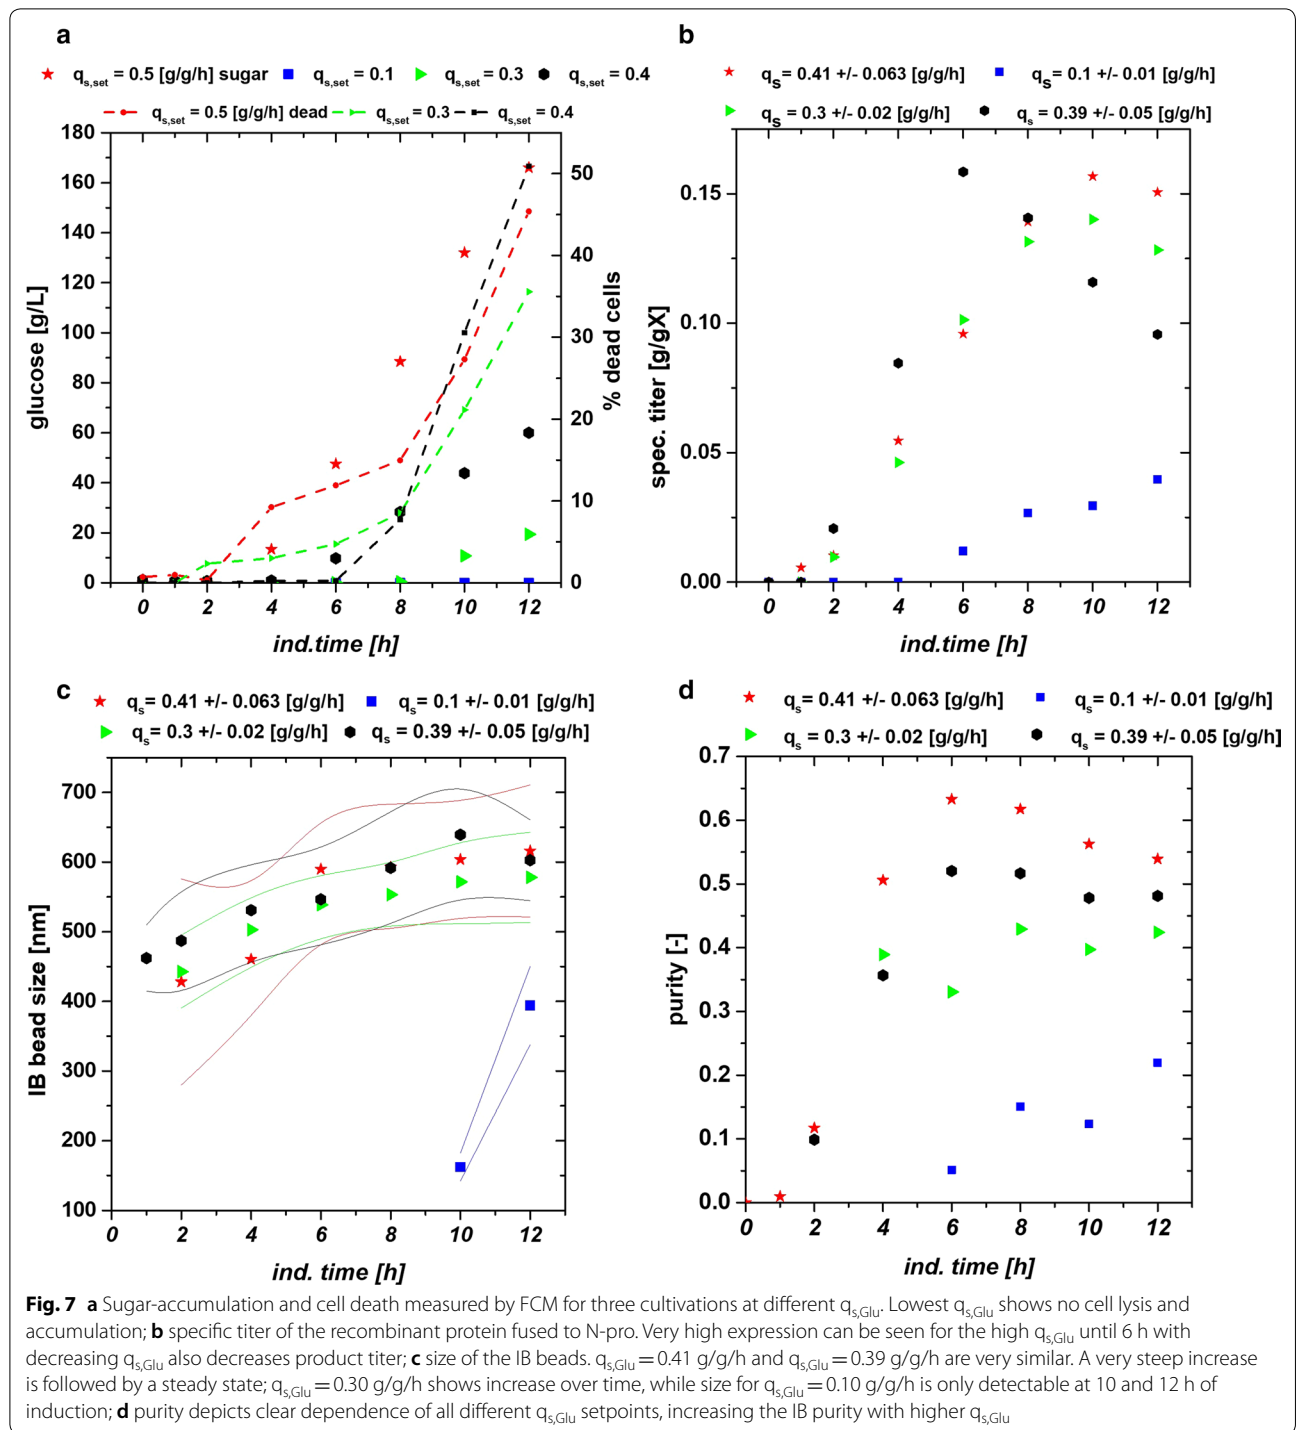 a
q_s,set = 0.5 [g/g/h] sugar q_s,set = 0.1 q_s,set = 0.3 q_s,set = 0.4
q_s,set = 0.5 [g/g/h] dead q_s,set = 0.3 q_s,set = 0.4
180
160
140
120
100
80
60
40
20
0
glucose [g/L]
50
40
30
20
10
0
% dead cells
0 2 4 6 8 10 12
ind.time [h]
b
q_s = 0.41 +/- 0.063 [g/g/h] q_s = 0.1 +/- 0.01 [g/g/h]
q_s = 0.3 +/- 0.02 [g/g/h] q_s = 0.39 +/- 0.05 [g/g/h]
0.15
0.10
0.05
0.00
spec. titer [g/gX]
0 2 4 6 8 10 12
ind.time [h]
c
q_s= 0.41 +/- 0.063 [g/g/h] q_s= 0.1 +/- 0.01 [g/g/h]
q_s= 0.3 +/- 0.02 [g/g/h] q_s = 0.39 +/- 0.05 [g/g/h]
700
600
500
400
300
200
100
IB bead size [nm]
0 2 4 6 8 10 12
ind. time [h]
d
q_s= 0.41 +/- 0.063 [g/g/h] q_s= 0.1 +/- 0.01 [g/g/h]
q_s = 0.3 +/- 0.02 [g/g/h] q_s = 0.39 +/- 0.05 [g/g/h]
0.7
0.6
0.5
0.4
0.3
0.2
0.1
0.0
purity [-]
0 2 4 6 8 10 12
ind. time [h]
Fig. 7 a Sugar-accumulation and cell death measured by FCM for three cultivations at different q_s,Glu. Lowest q_s,Glu shows no cell lysis and
accumulation; b specific titer of the recombinant protein fused to N-pro. Very high expression can be seen for the high q_s,Glu until 6 h with
decreasing q_s,Glu also decreases product titer; c size of the IB beads. q_s,Glu = 0.41 g/g/h and q_s,Glu = 0.39 g/g/h are very similar. A very steep increase
is followed by a steady state; q_s,Glu = 0.30 g/g/h shows increase over time, while size for q_s,Glu = 0.10 g/g/h is only detectable at 10 and 12 h of
induction; d purity depicts clear dependence of all different q_s,Glu setpoints, increasing the IB purity with higher q_s,Glu